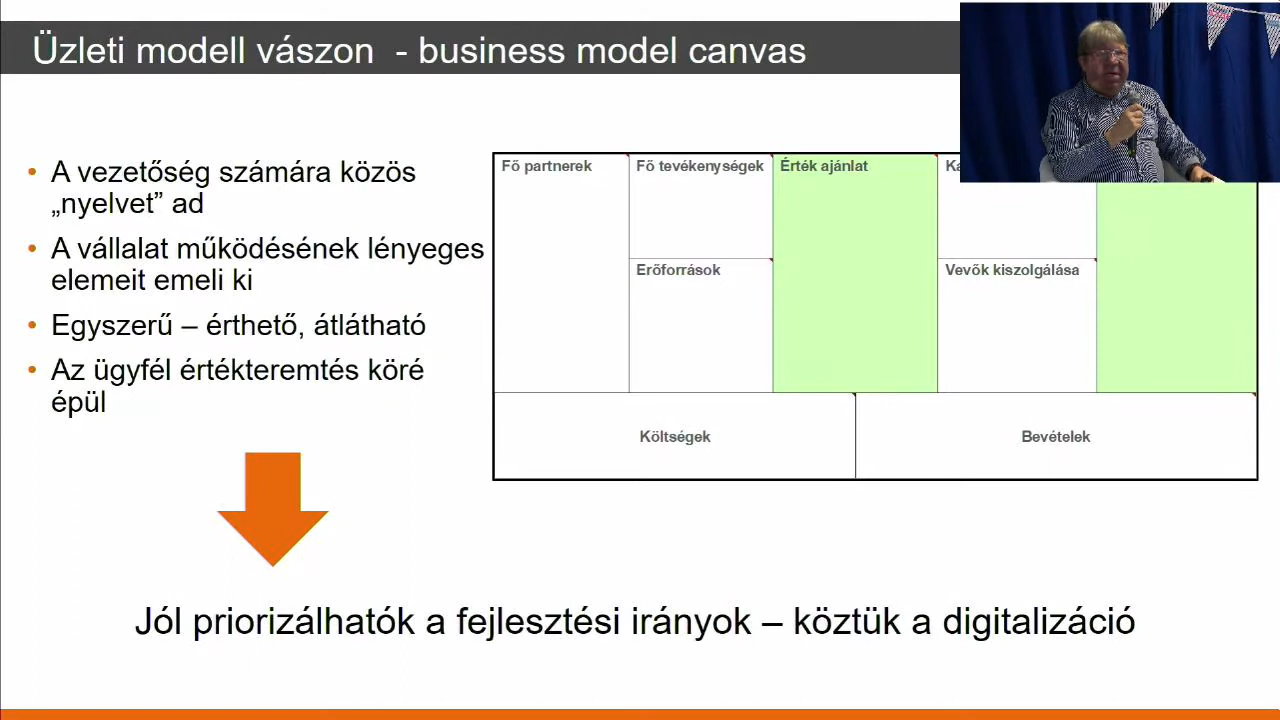 Üzleti modell vászon - business model canvas
• A vezetőség számára közös
„nyelvet” ad
• A vállalat működésének lényeges
elemeit emeli ki
• Egyszerű – érthető, átlátható
• Az ügyfél értékteremtés köré
épül
Fő partnerek
Fő tevékenységek
Érték ajánlat
Erőforrások
Vevők kiszolgálása
Költségek
Bevételek
Jól priorizálhatók a fejlesztési irányok – köztük a digitalizáció